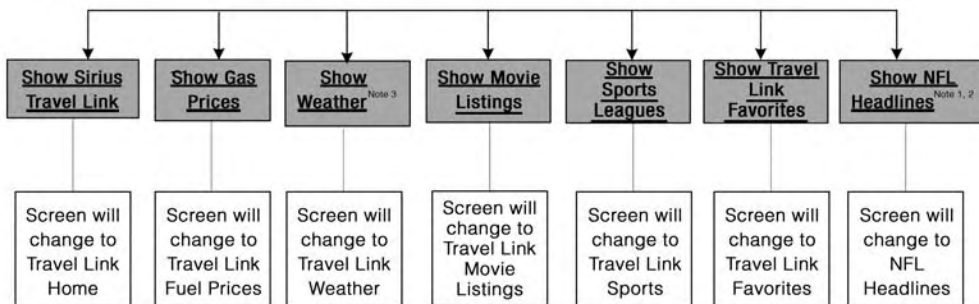 Show Sirius
Travel Link
Show Gas
Prices
Show
Weather Note 3
Show Movie
Listings
Show
Sports
Leagues
Show Travel
Link
Favorites
Show NFL
Headlines Note 1, 2
Screen will
change to
Travel Link
Home
Screen will
change to
Travel Link
Fuel Prices
Screen will
change to
Travel Link
Weather
Screen will
change to
Travel Link
Movie
Listings
Screen will
change to
Travel Link
Sports
Screen will
change to
Travel Link
Favorites
Screen will
change to
NFL
Headlines